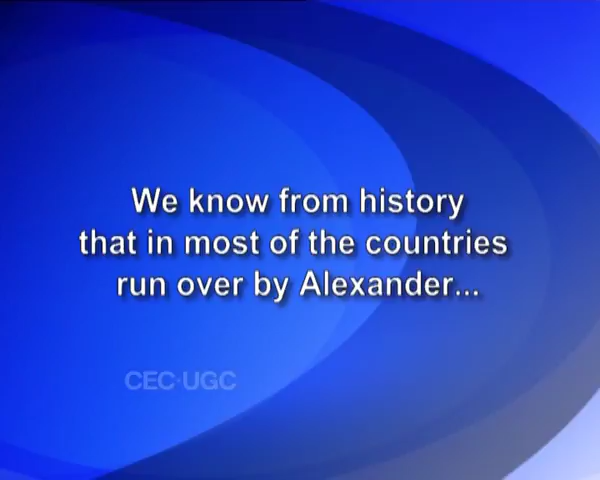 We know from history
that in most of the countries
run over by Alexander...
CEC-UGC